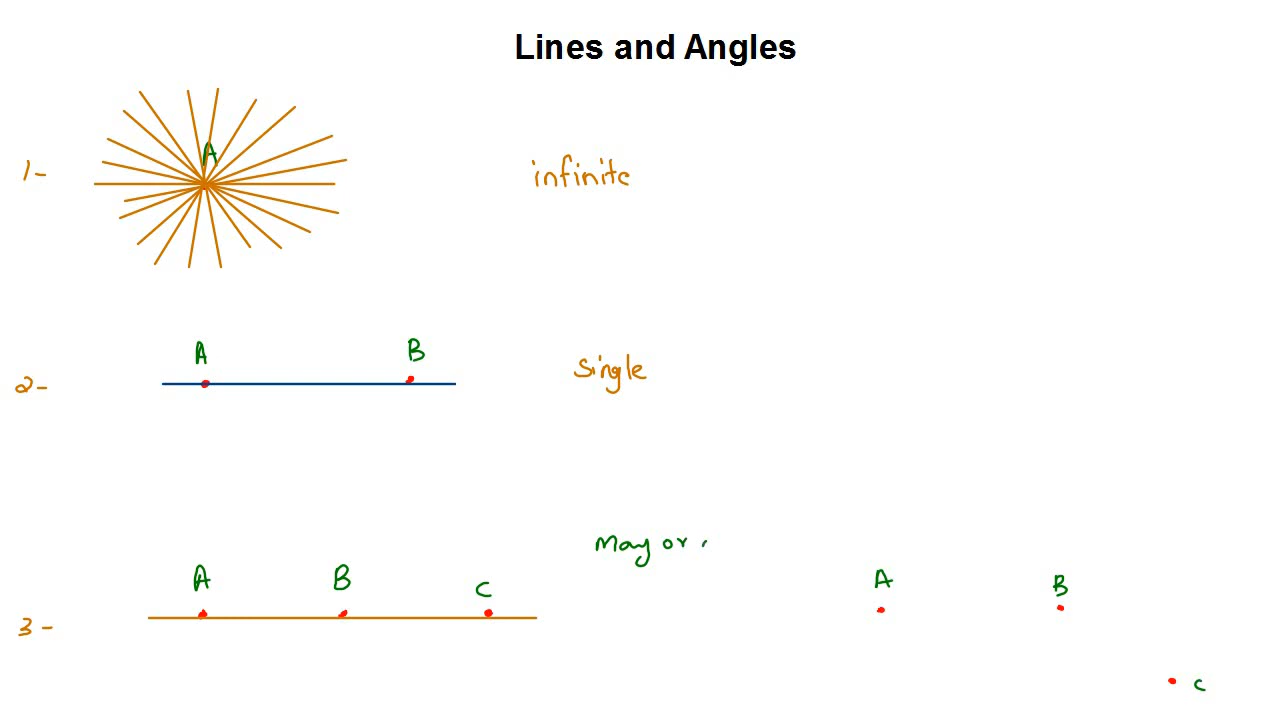 Lines and Angles
1- A infinite
A B
2- Single
May or
A B C A B
3-
C